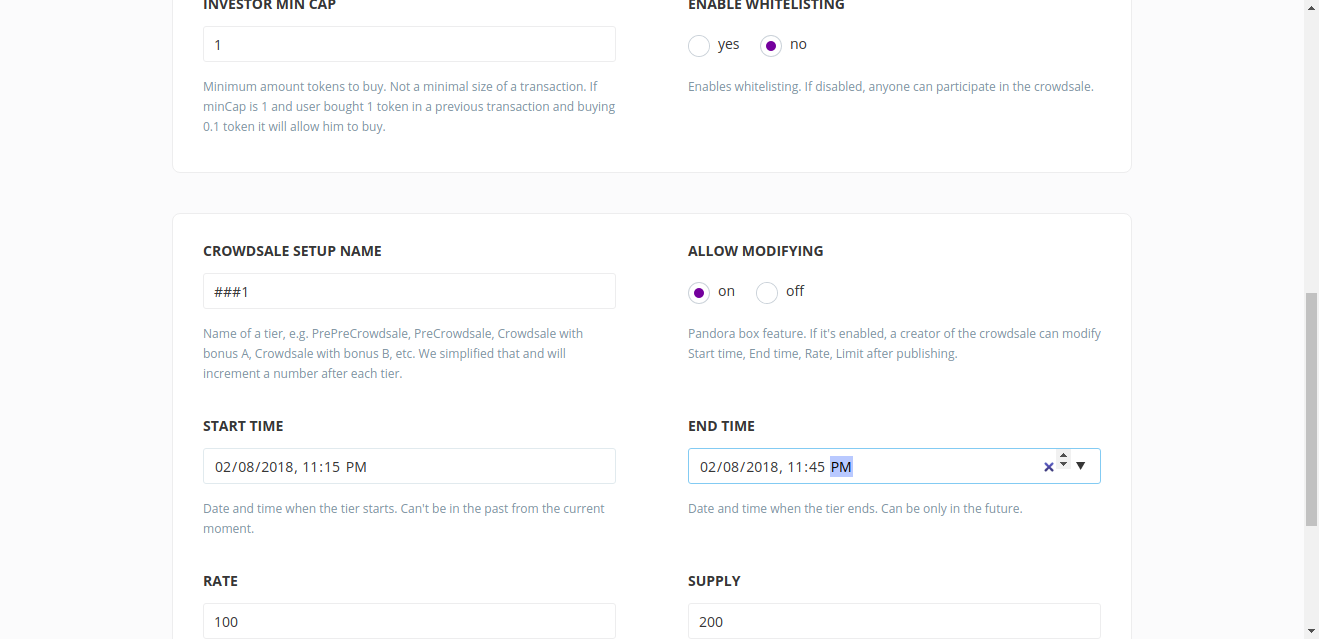 INVESTOR MIN CAP
1
Minimum amount tokens to buy. Not a minimal size of a transaction. If
minCap is 1 and user bought 1 token in a previous transaction and buying
0.1 token it will allow him to buy.
ENABLE WHITELISTING
yes no
Enables whitelisting. If disabled, anyone can participate in the crowdsale.
CROWDSALE SETUP NAME
###1
Name of a tier, e.g. PrePreCrowdsale, PreCrowdsale, Crowdsale with
bonus A, Crowdsale with bonus B, etc. We simplified that and will
increment a number after each tier.
ALLOW MODIFYING
on off
Pandora box feature. If it's enabled, a creator of the crowdsale can modify
Start time, End time, Rate, Limit after publishing.
START TIME
02/08/2018, 11:15 PM
Date and time when the tier starts. Can't be in the past from the current
moment.
END TIME
02/08/2018, 11:45 PM
Date and time when the tier ends. Can be only in the future.
RATE
100
SUPPLY
200